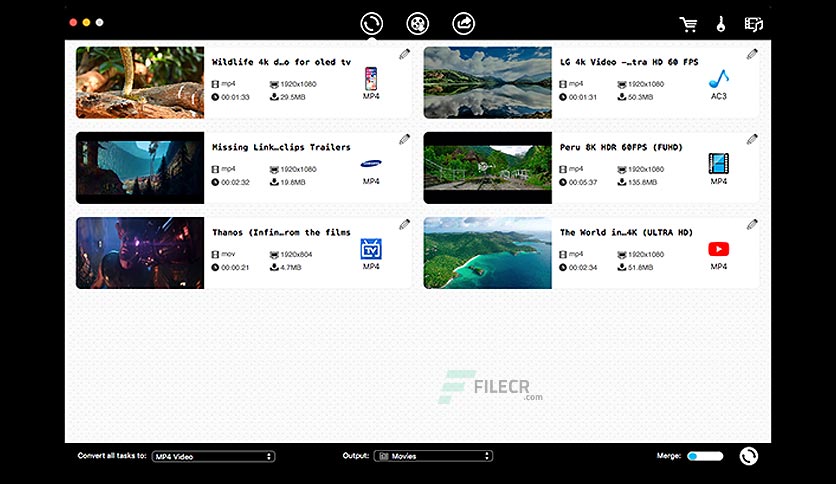 Wildlife 4k d…o for oled tv
mp4
1920x1080
00:01:33
29.5MB
MP4
LG 4k Video –…tra HD 60 FPS
mp4
1920x1080
00:01:31
50.3MB
AC3
Missing Link…clips Trailers
mp4
1920x1080
00:02:32
19.8MB
SAMSUNG
MP4
Peru 8K HDR 60FPS (FUHD)
mp4
1920x1080
00:05:37
135.8MB
MP4
Thanos (Infin…rom the films
mov
1920x804
00:00:21
4.7MB
TV
MP4
The World in…4K (ULTRA HD)
mp4
1920x1080
00:02:34
51.8MB
MP4
FILECR
.com
Convert all tasks to: MP4 Video
Output: Movies
Merge: